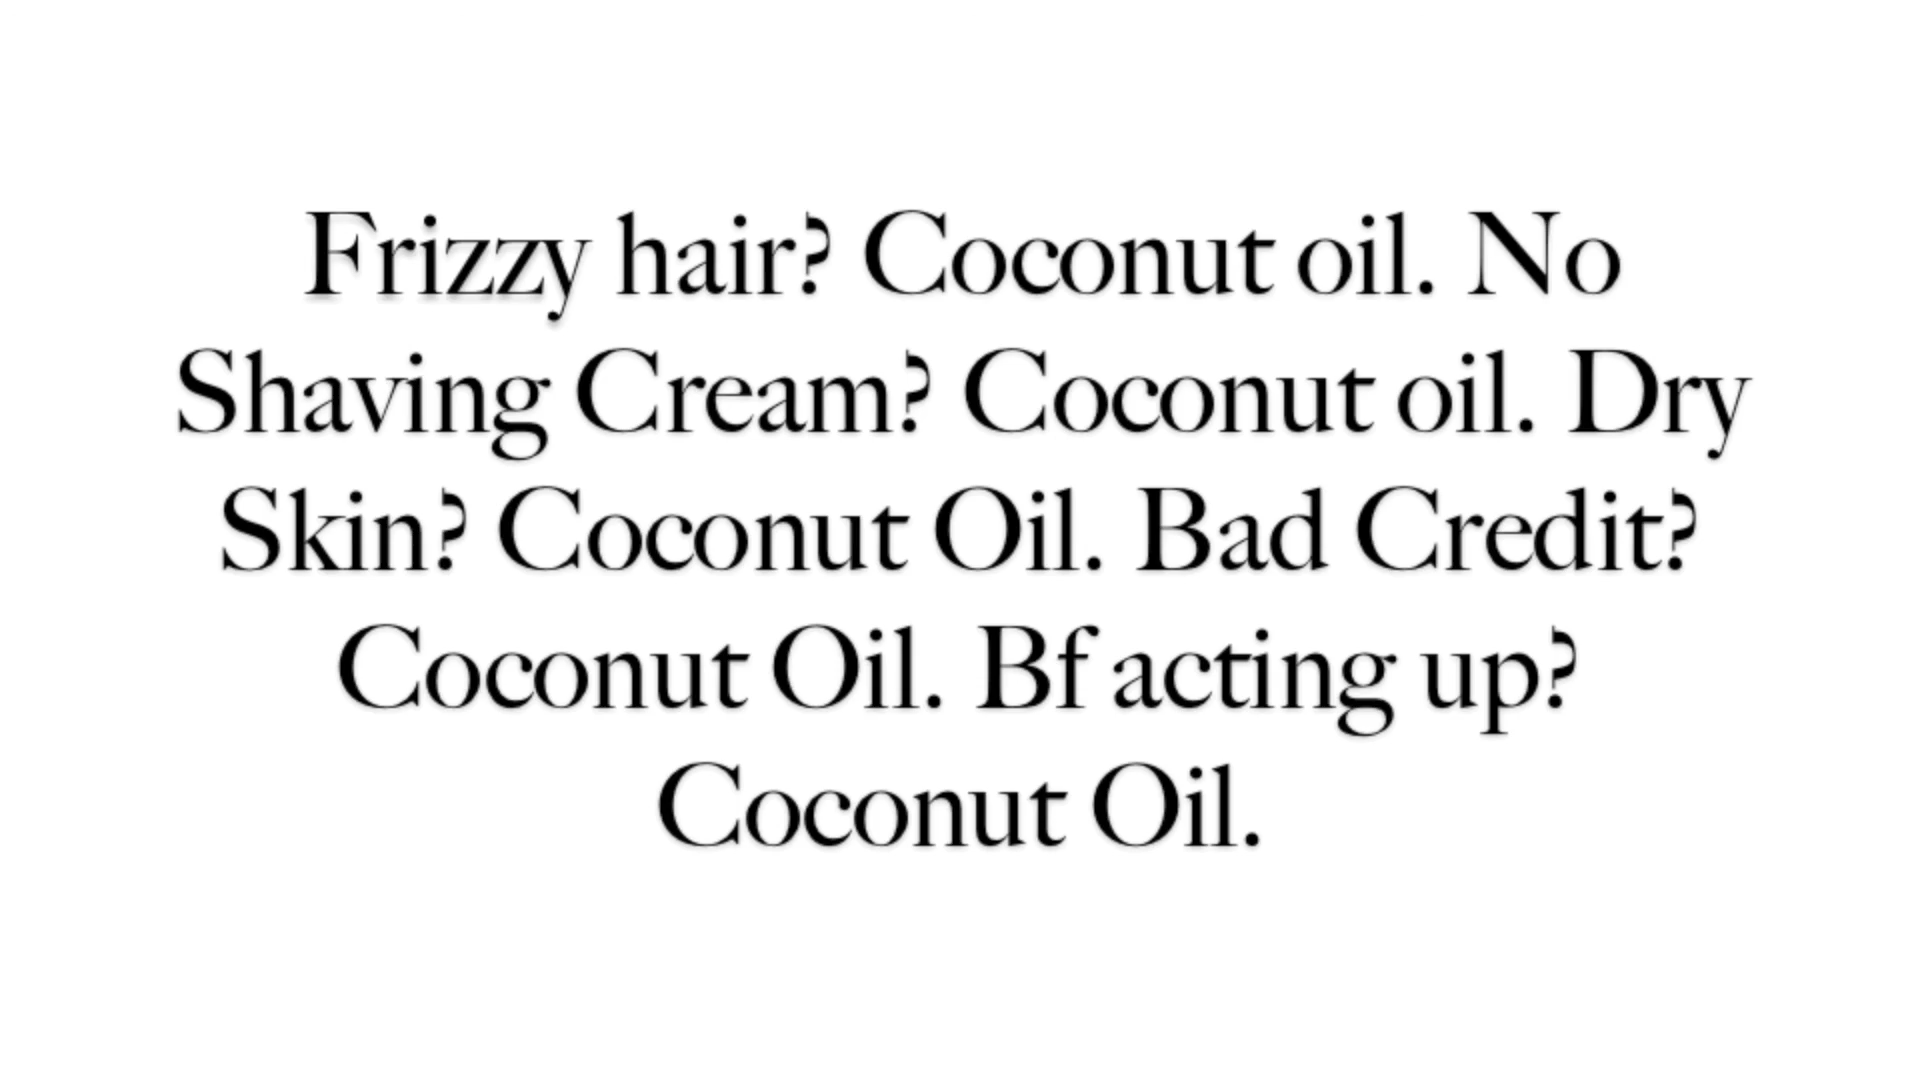 Frizzy hair? Coconut oil. No
Shaving Cream? Coconut oil. Dry
Skin? Coconut Oil. Bad Credit?
Coconut Oil. Bf acting up?
Coconut Oil.